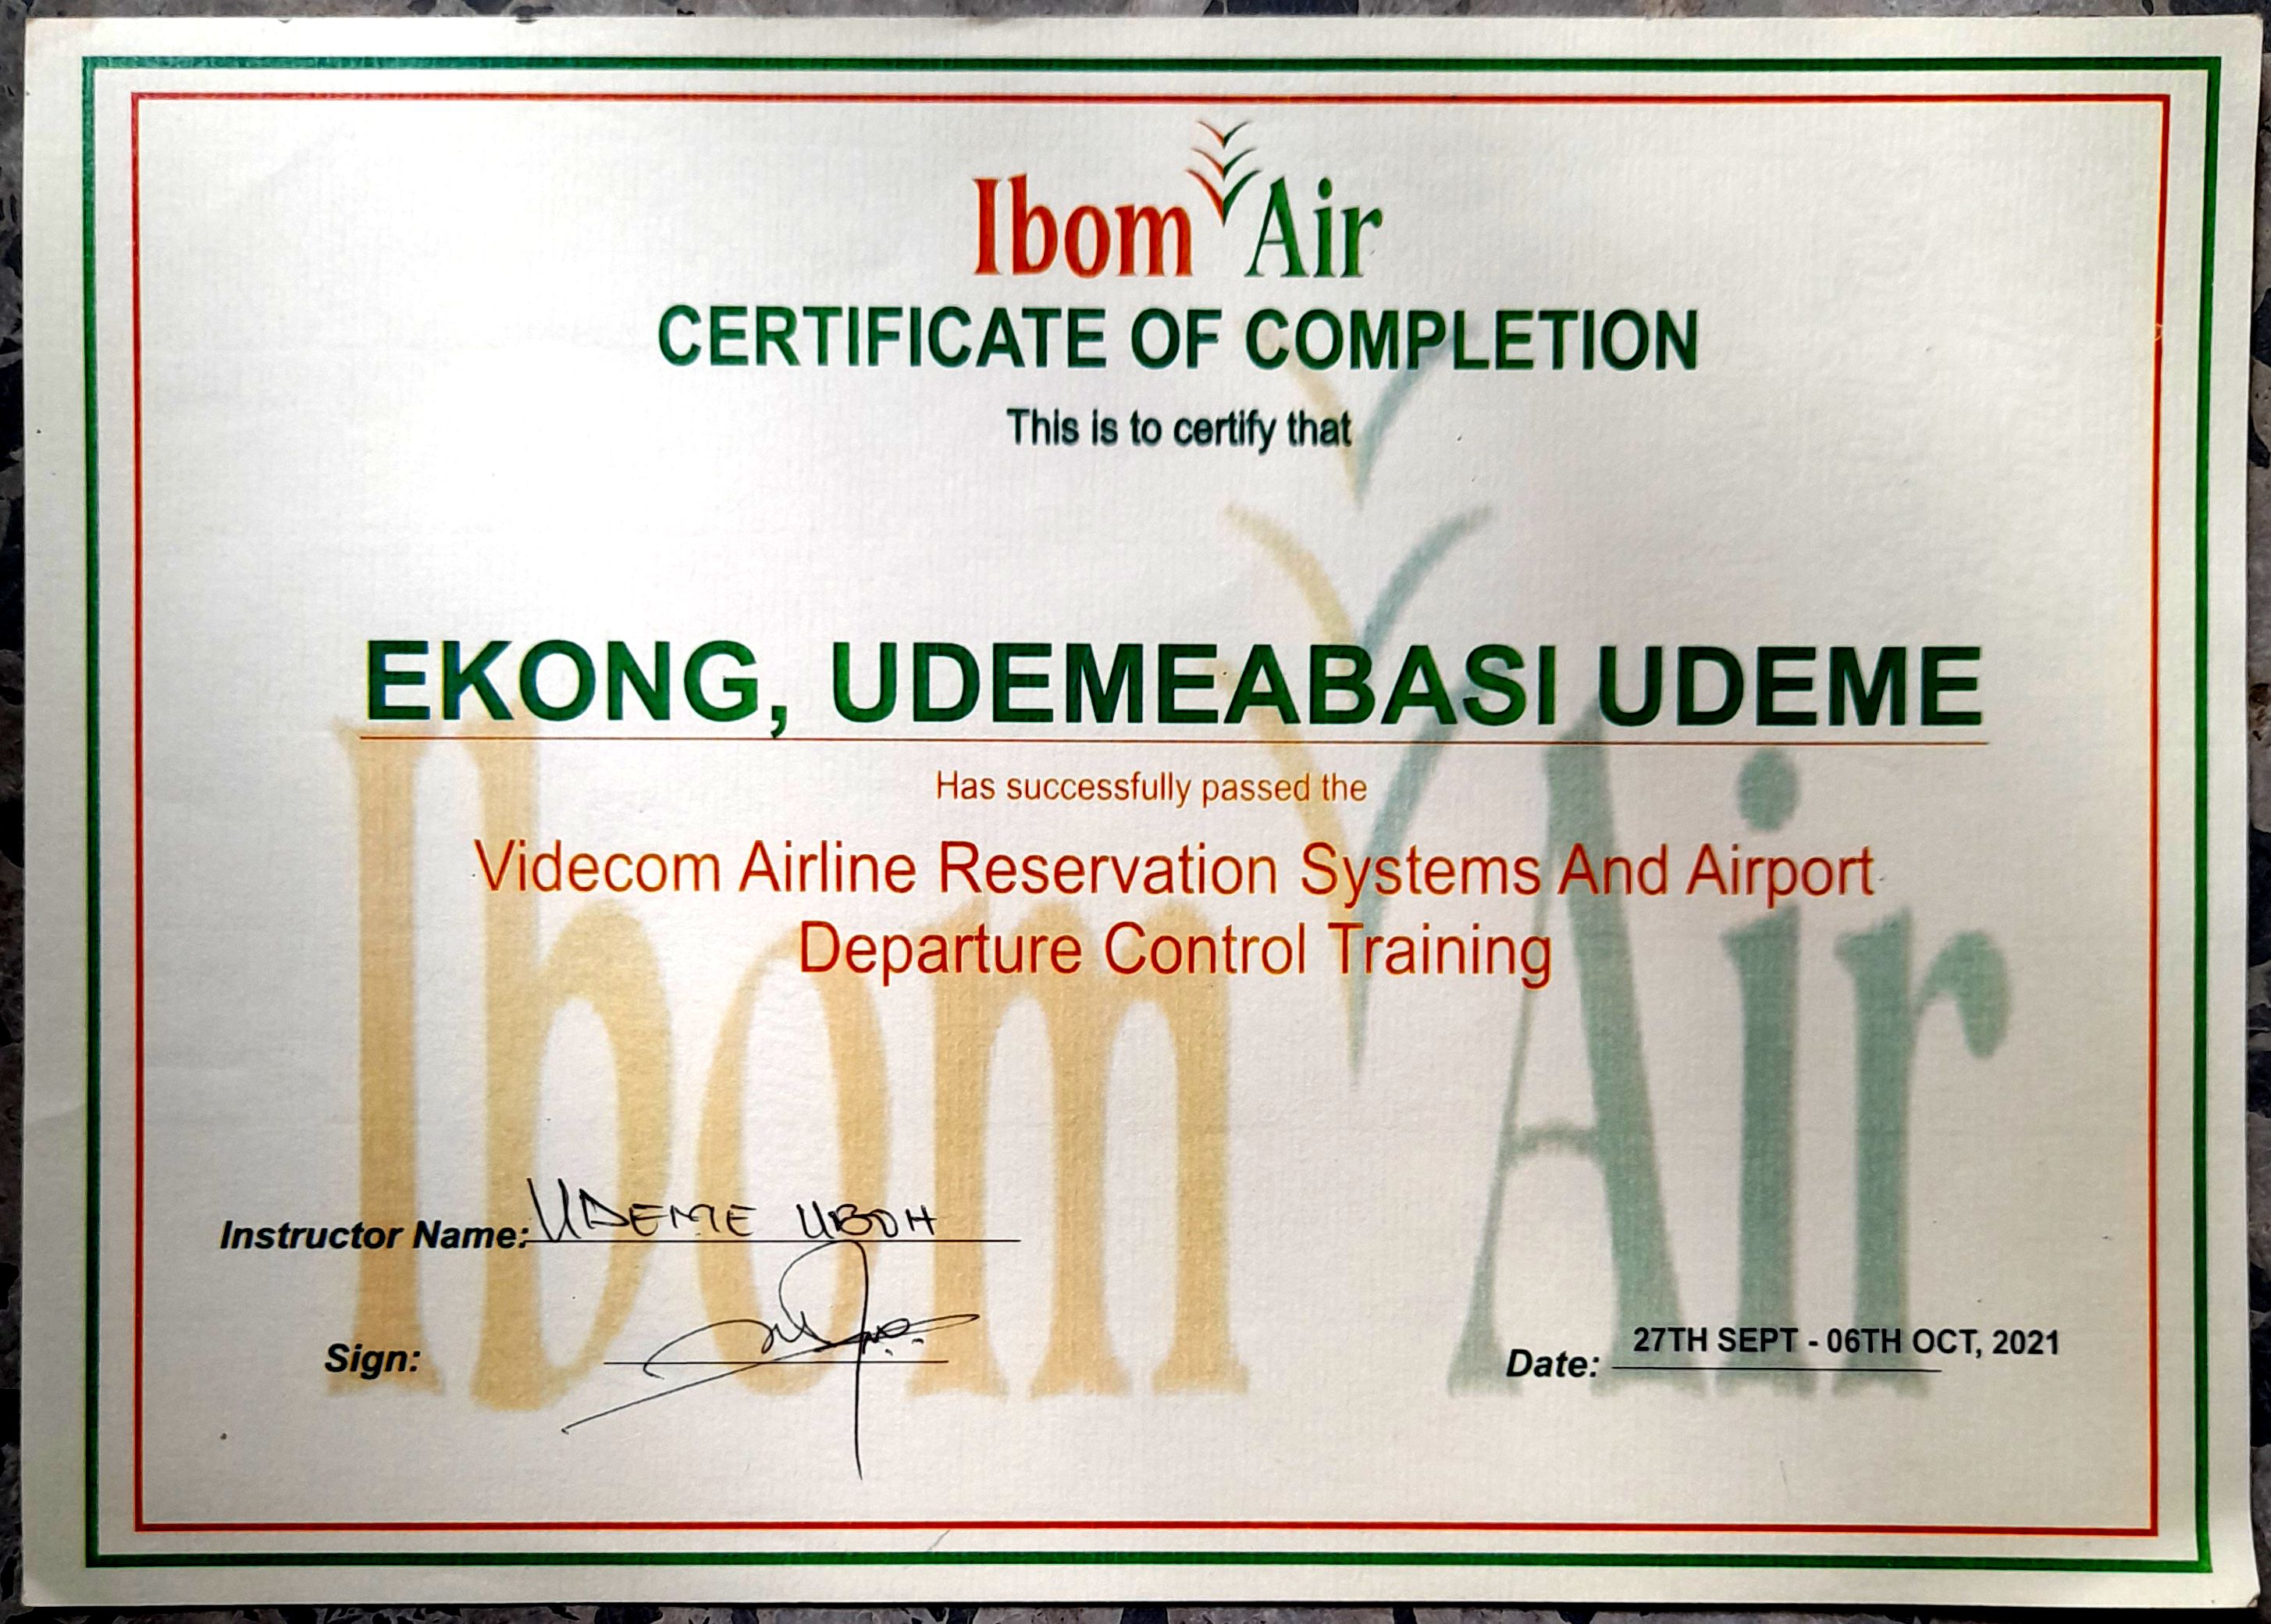 Ibom Air
CERTIFICATE OF COMPLETION
This is to certify that
EKONG, UDEMEABASI UDEME
Has successfully passed the
Videcom Airline Reservation Systems And Airport
Departure Control Training
Ibom Air
Instructor Name: UDEME UBOH
Sign:
Date: 27TH SEPT - 06TH OCT, 2021